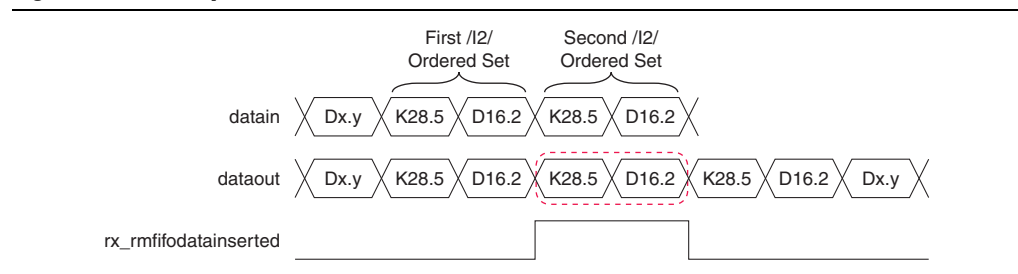 First /I2/ Ordered Set
Second /I2/ Ordered Set
datain Dx.y K28.5 D16.2 K28.5 D16.2
dataout Dx.y K28.5 D16.2 K28.5 D16.2 K28.5 D16.2 Dx.y
rx_rmfifodatainserted